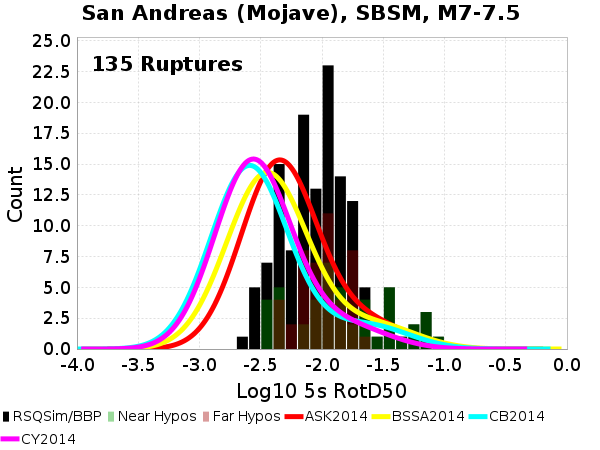 San Andreas (Mojave), SBSM, M7-7.5
135 Ruptures
25.0
22.5
20.0
17.5
15.0
12.5
10.0
7.5
5.0
2.5
0.0
Count
-4.0 -3.5 -3.0 -2.5 -2.0 -1.5 -1.0 -0.5 0.0
Log10 5s RotD50
RSQSim/BBP Near Hypos Far Hypos ASK2014 BSSA2014 CB2014
CY2014